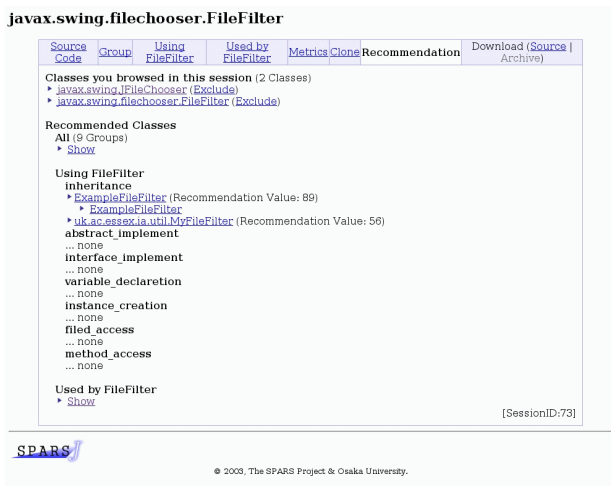 javax.swing.filechooser.FileFilter
Source Code | Group | Using FileFilter | Used by FileFilter | Metrics | Clone | Recommendation | Download (Source | Archive)
Classes you browsed in this session (2 Classes)
javax.swing.JFileChooser (Exclude)
javax.swing.filechooser.FileFilter (Exclude)
Recommended Classes
All (9 Groups)
Show
Using FileFilter
inheritance
ExampleFileFilter (Recommendation Value: 89)
ExampleFileFilter
uk.ac.essex.ia.util.MyFileFilter (Recommendation Value: 56)
abstract_implement
... none
interface_implement
... none
variable_declaretion
... none
instance_creation
... none
filed_access
... none
method_access
... none
Used by FileFilter
Show
[SessionID:73]
SPARS J
© 2003, The SPARS Project & Osaka University.